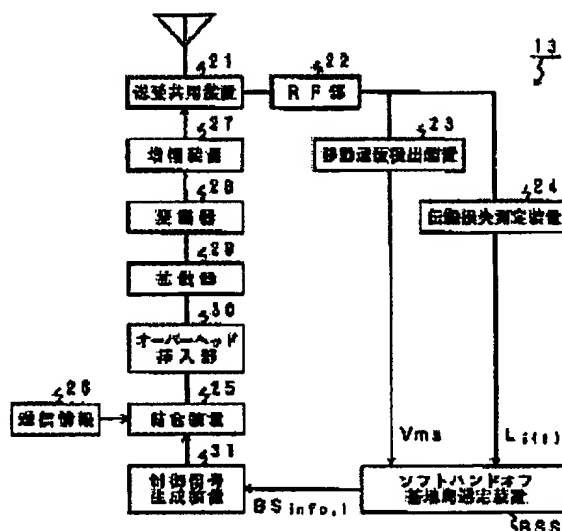 21
22
13
送受共用装置
RF部
27
23
増幅装置
移動速度検出装置
28
24
変調器
伝搬損失測定装置
29
拡散器
30
オーバーヘッド
挿入部
26
25
送信情報
結合装置
31
Vms
Li(t)
制御信号
生成装置
BSinfo,i
ソフトハンドオフ
基地局選定装置
BSS